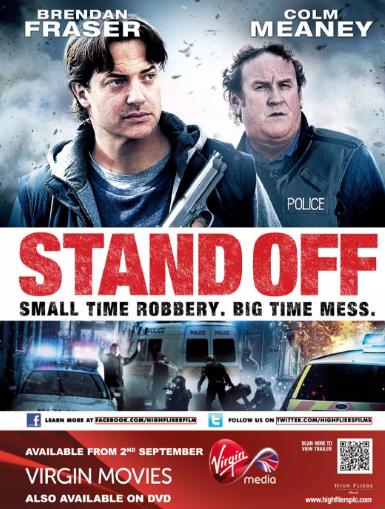 BRENDAN FRASER
COLM MEANEY
POLICE
STAND OFF
SMALL TIME ROBBERY. BIG TIME MESS.
POLICE
POLICE
f LEARN MORE AT FACEBOOK.COM/HIGHFLIERSFILM
t FOLLOW US ON TWITTER.COM/HIGHFLIERSFILMS
AVAILABLE FROM 2ND SEPTEMBER
VIRGIN MOVIES
ALSO AVAILABLE ON DVD
Virgin
media
SCAN HERE TO
VIEW TRAILER
HIGH FLIERS
www.highfliersplc.com